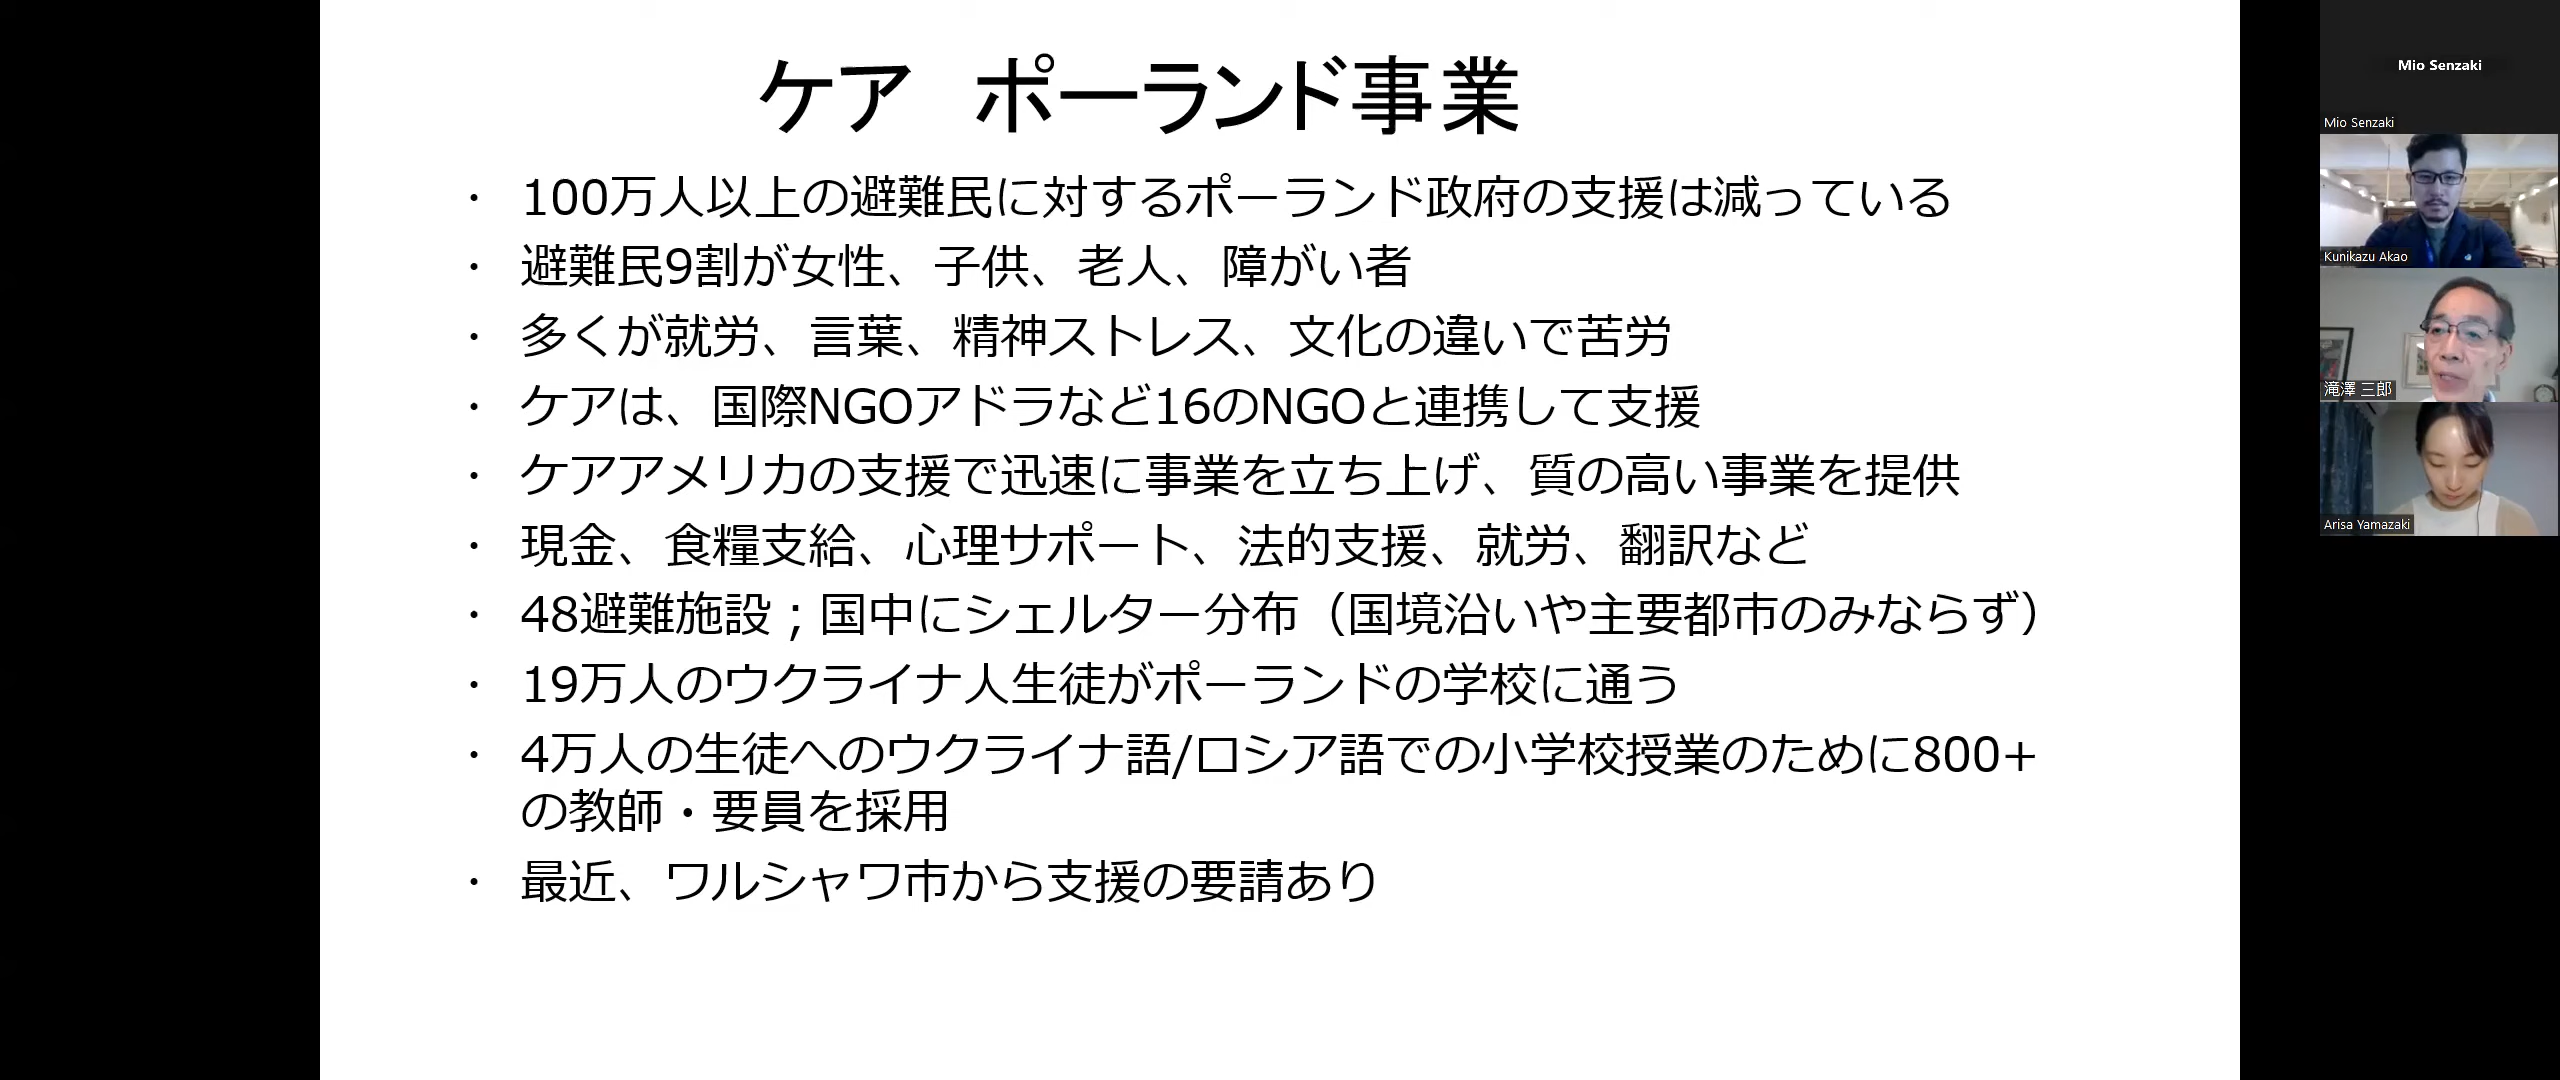 ケア　ポーランド事業
・ 100万人以上の避難民に対するポーランド政府の支援は減っている
・ 避難民9割が女性、子供、老人、障がい者
・ 多くが就労、言葉、精神ストレス、文化の違いで苦労
・ ケアは、国際NGOアドラなど16のNGOと連携して支援
・ ケアアメリカの支援で迅速に事業を立ち上げ、質の高い事業を提供
・ 現金、食糧支給、心理サポート、法的支援、就労、翻訳など
・ 48避難施設；国中にシェルター分布（国境沿いや主要都市のみならず）
・ 19万人のウクライナ人生徒がポーランドの学校に通う
・ 4万人の生徒へのウクライナ語/ロシア語での小学校授業のために800+
の教師・要員を採用
・ 最近、ワルシャワ市から支援の要請あり
Mio Senzaki
Mio Senzaki
Kunikazu Akao
滝澤 三郎
Arisa Yamazaki